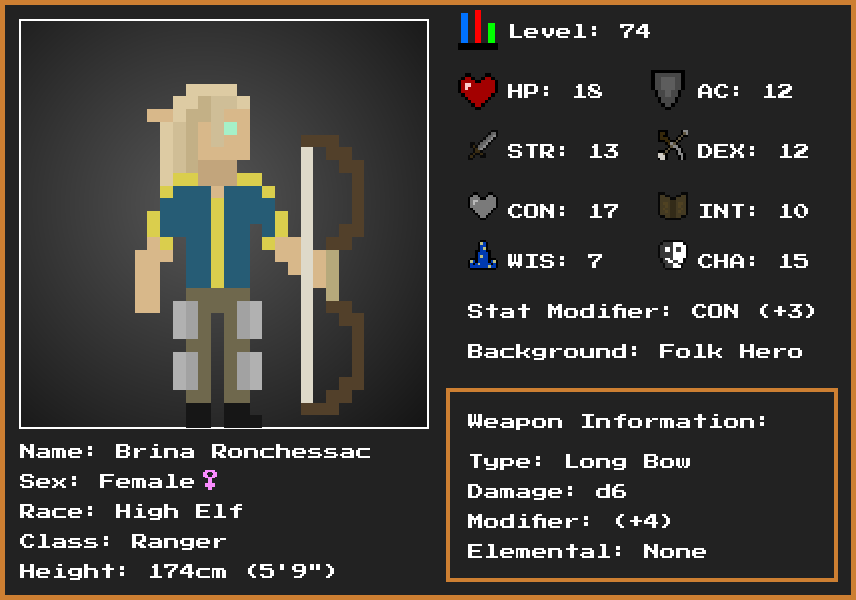 Level: 74
HP: 18 AC: 12
STR: 13 DEX: 12
CON: 17 INT: 10
WIS: 7 CHA: 15
Stat Modifier: CON (+3)
Background: Folk Hero
Weapon Information:
Type: Long Bow
Damage: d6
Modifier: (+4)
Elemental: None
Name: Brina Ronchessac
Sex: Female♀
Race: High Elf
Class: Ranger
Height: 174cm (5'9")